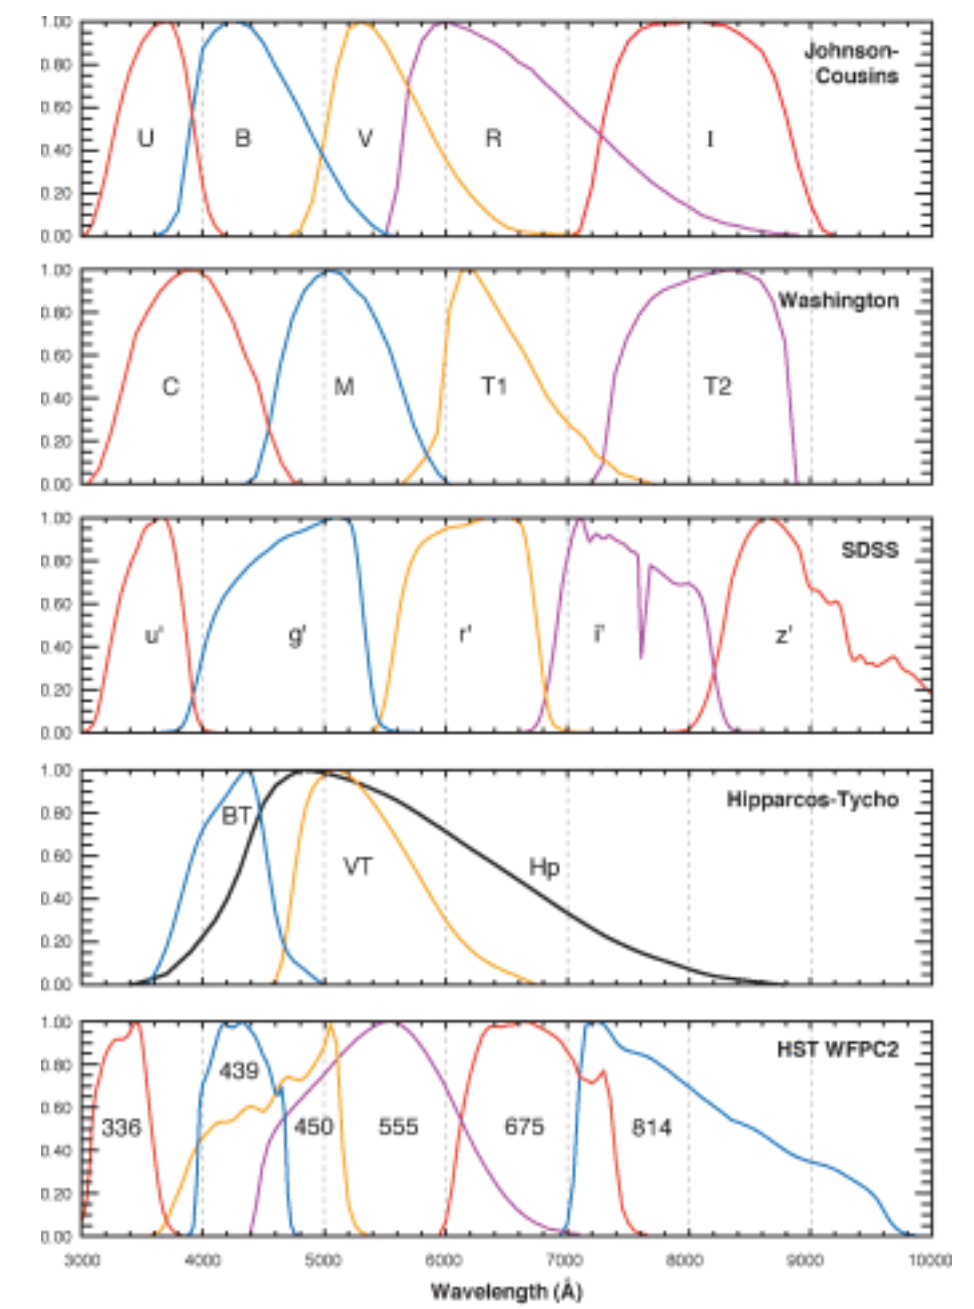 1.00
0.80
0.60
0.40
0.20
0.00
U
B
V
R
I
Johnson-
Cousins
1.00
0.80
0.60
0.40
0.20
0.00
C
M
T1
T2
Washington
1.00
0.80
0.60
0.40
0.20
0.00
u'
g'
r'
i'
z'
SDSS
1.00
0.80
0.60
0.40
0.20
0.00
BT
VT
Hp
Hipparcos-Tycho
1.00
0.80
0.60
0.40
0.20
0.00
336
439
450
555
675
814
HST WFPC2
3000 4000 5000 6000 7000 8000 9000 10000
Wavelength (Å)